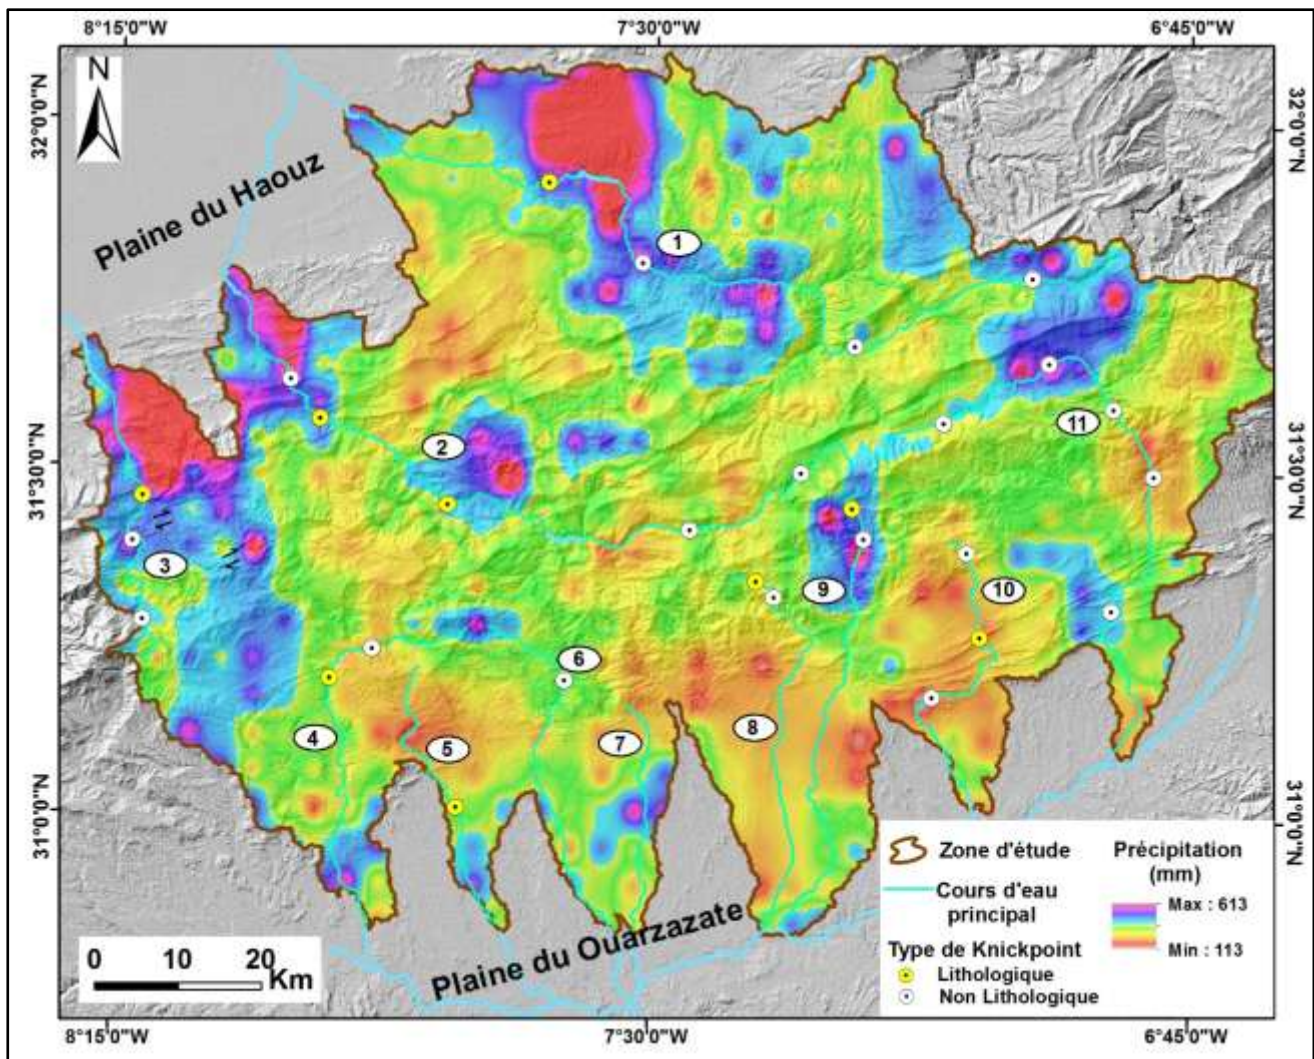 8°15'0"W
7°30'0"W
6°45'0"W
N
32°0'0"N
32°0'0"N
Plaine du Haouz
1
2
11
31°30'0"N
31°30'0"N
3
9
10
6
4
5
7
8
31°0'0"N
31°0'0"N
Zone d'étude
Cours d'eau
principal
Type de Knickpoint
Lithologique
Non Lithologique
Précipitation
(mm)
Max : 613
Min : 113
0 10 20
Km
Plaine du Ouarzazate
8°15'0"W
7°30'0"W
6°45'0"W